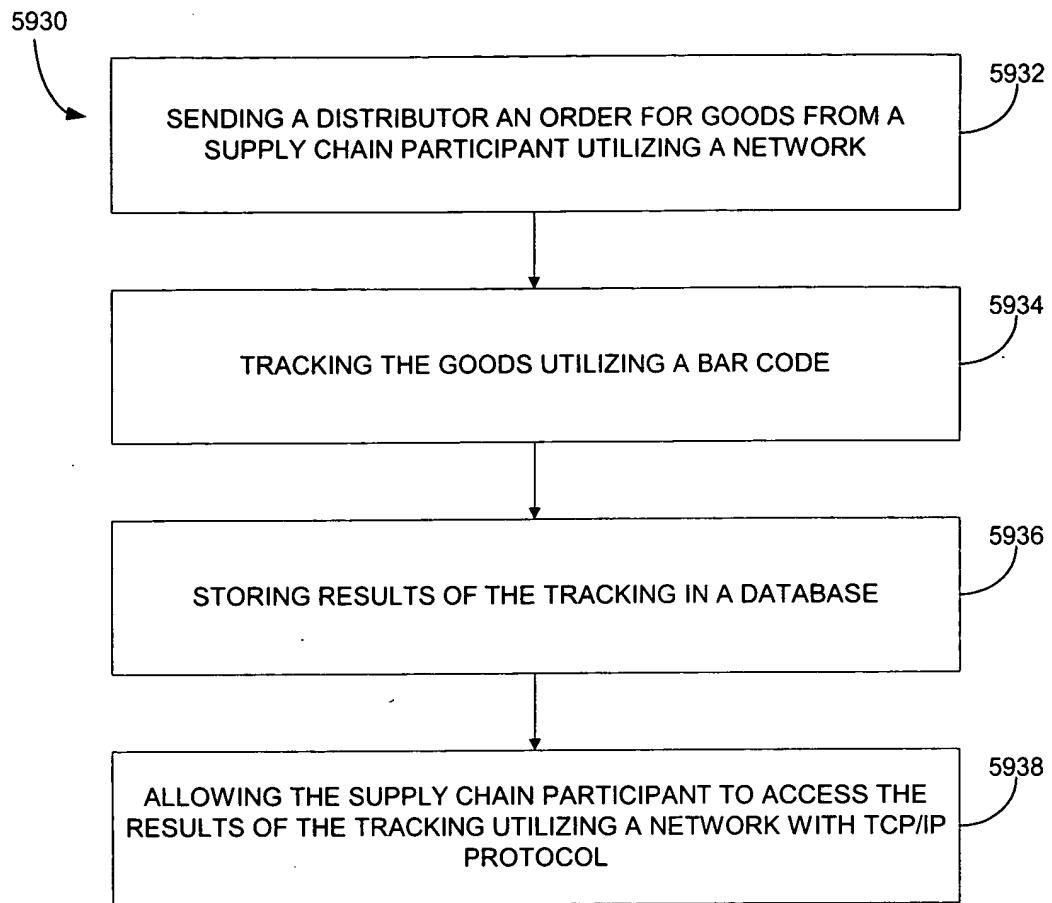 5930
5932
SENDING A DISTRIBUTOR AN ORDER FOR GOODS FROM A
SUPPLY CHAIN PARTICIPANT UTILIZING A NETWORK
5934
TRACKING THE GOODS UTILIZING A BAR CODE
5936
STORING RESULTS OF THE TRACKING IN A DATABASE
5938
ALLOWING THE SUPPLY CHAIN PARTICIPANT TO ACCESS THE
RESULTS OF THE TRACKING UTILIZING A NETWORK WITH TCP/IP
PROTOCOL